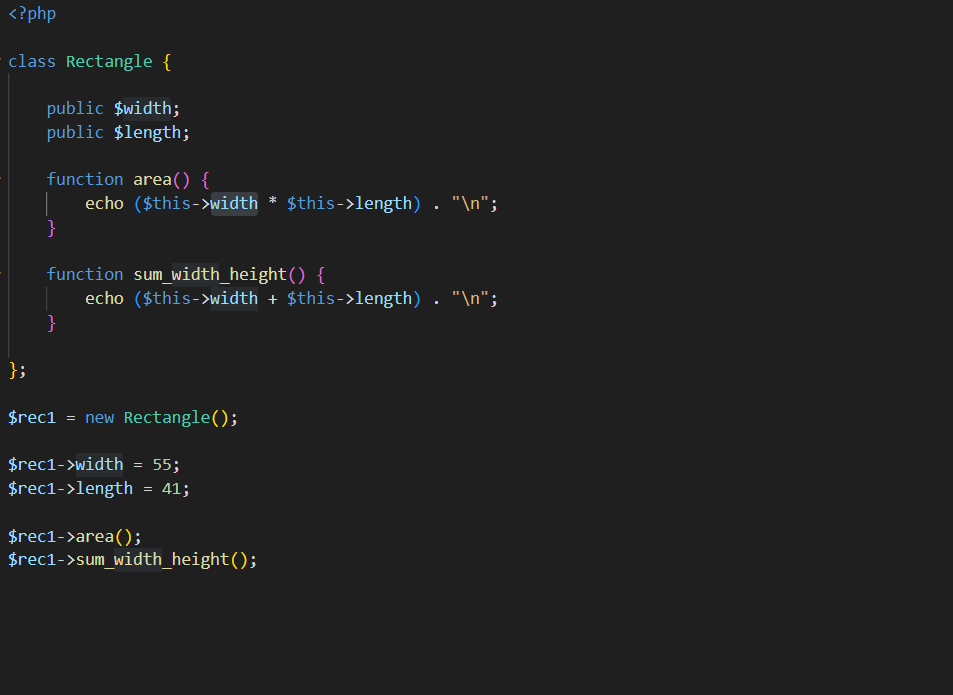 <?php
class Rectangle {
public $width;
public $length;
function area() {
echo ($this->width * $this->length) . "\n";
}
function sum_width_height() {
echo ($this->width + $this->length) . "\n";
}
};
$rec1 = new Rectangle();
$rec1->width = 55;
$rec1->length = 41;
$rec1->area();
$rec1->sum_width_height();